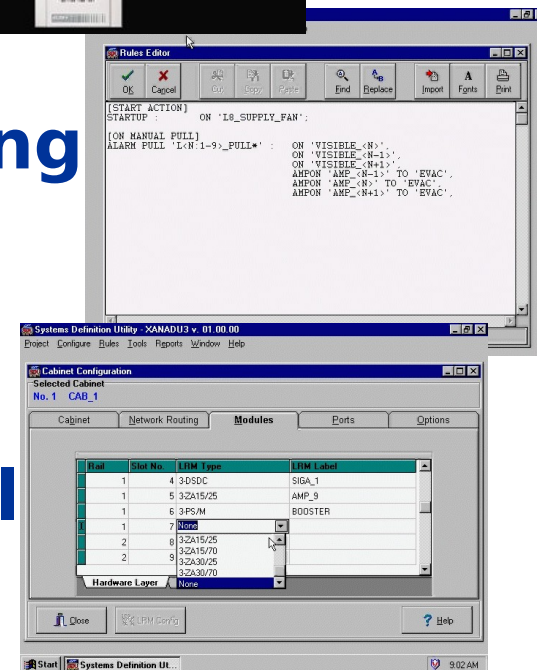 Rules Editor
OK Cancel Cut Copy Paste Find Replace Import Fonts Print
[START ACTION]
STARTUP : ON 'L8_SUPPLY_FAN';
[ON MANUAL PULL]
ALARM PULL 'L<N:1-9>_PULL*' : ON 'VISIBLE_<N>',
ON 'VISIBLE_<N-1>',
ON 'VISIBLE_<N+1>',
AMPON 'AMP_<N-1>' TO 'EVAC',
AMPON 'AMP_<N>' TO 'EVAC',
AMPON 'AMP_<N+1>' TO 'EVAC',
ng
Systems Definition Utility - XANADU3 v. 01.00.00
Project Configure Rules Tools Reports Window Help
Cabinet Configuration
Selected Cabinet
No. 1 CAB_1
Cabinet Network Routing Modules Ports Options
Rail Slot No. LRM Type LRM Label
1 4 3-DSDC SIGA_1
1 5 3-ZA15/25 AMP_9
1 6 3-PS/M BOOSTER
1 7 None
2 8 3-ZA15/25
2 9 3-ZA15/70
3-ZA30/25
3-ZA30/70
None
Hardware Layer
l
Close LRM Config Help
Start Systems Definition Ut... 9:02 AM